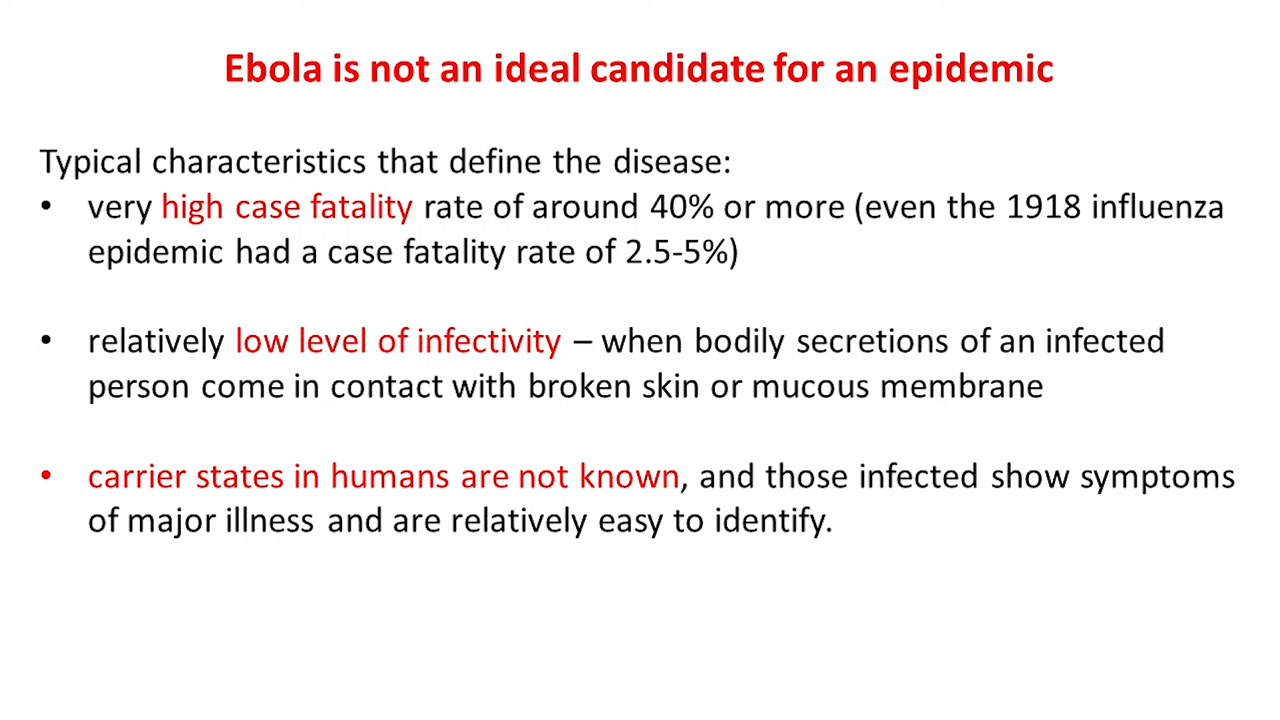 Ebola is not an ideal candidate for an epidemic
Typical characteristics that define the disease:
• very high case fatality rate of around 40% or more (even the 1918 influenza
epidemic had a case fatality rate of 2.5-5%)
• relatively low level of infectivity – when bodily secretions of an infected
person come in contact with broken skin or mucous membrane
• carrier states in humans are not known, and those infected show symptoms
of major illness and are relatively easy to identify.